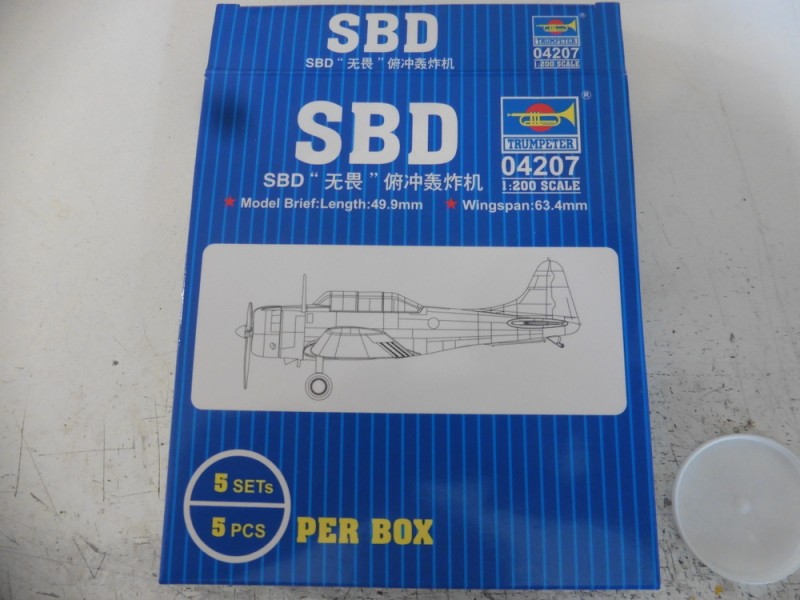 SBD
SBD“无畏”俯冲轰炸机
TRUMPETER
04207
1:200 SCALE
SBD
SBD“无畏”俯冲轰炸机
®
TRUMPETER
04207
1:200 SCALE
★ Model Brief:Length:49.9mm ★ Wingspan:63.4mm
5 SETs
5 PCS
PER BOX